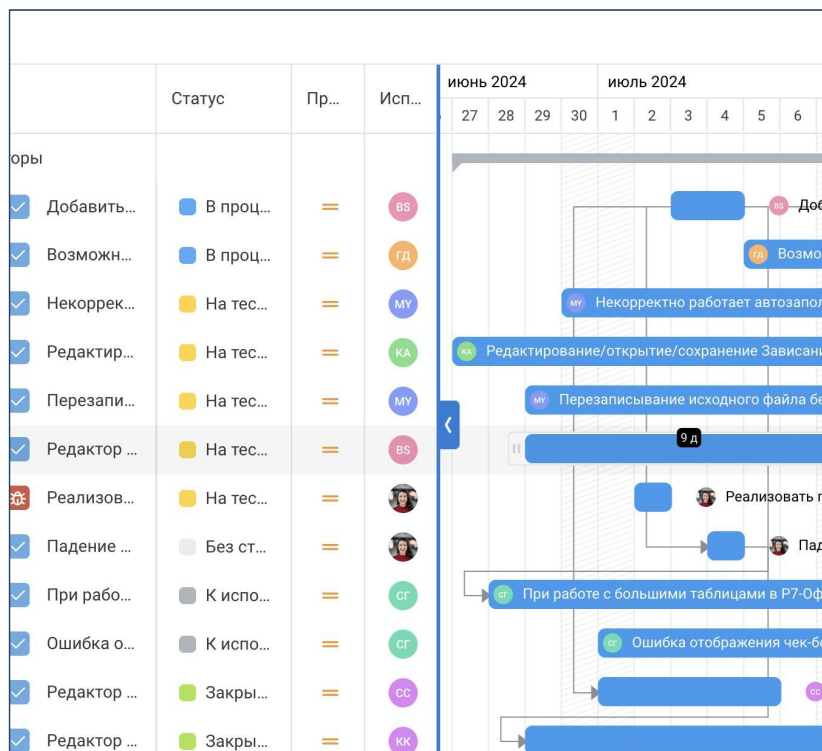 Статус Пр... Исп... июнь 2024 июль 2024
27 28 29 30 1 2 3 4 5 6
оры
Добавить... В проц... BS BS Доб
Возможн... В проц... ГД ГД Возмо
Некоррек... На тес... MY MY Некорректно работает автозапол
Редактир... На тес... КА КА Редактирование/открытие/сохранение Зависани
Перезапи... На тес... MY MY Перезаписывание исходного файла бе
Редактор ... На тес... BS 9 д
Реализов... На тес... Реализовать г
Падение ... Без ст... Пад
При рабо... К испо... СГ СГ При работе с большими таблицами в Р7-Оф
Ошибка о... К испо... СГ СГ Ошибка отображения чек-бо
Редактор ... Закры... СС СС
Редактор ... Закры... КК